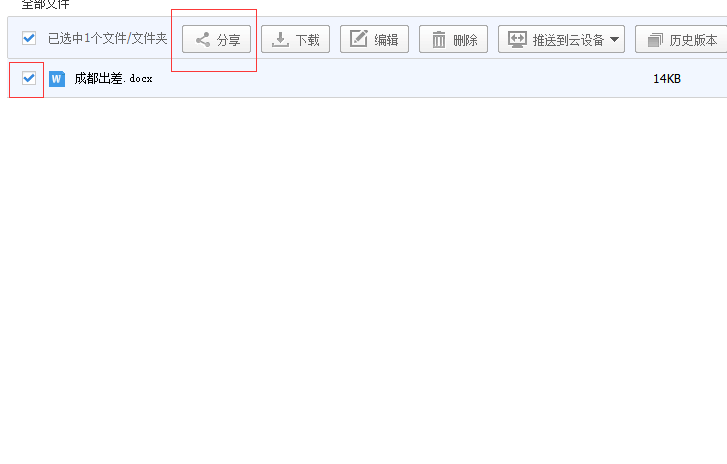 全部文件
已选中1个文件/文件夹 分享 下载 编辑 删除 推送到云设备 历史版本
W 成都出差.docx 14KB